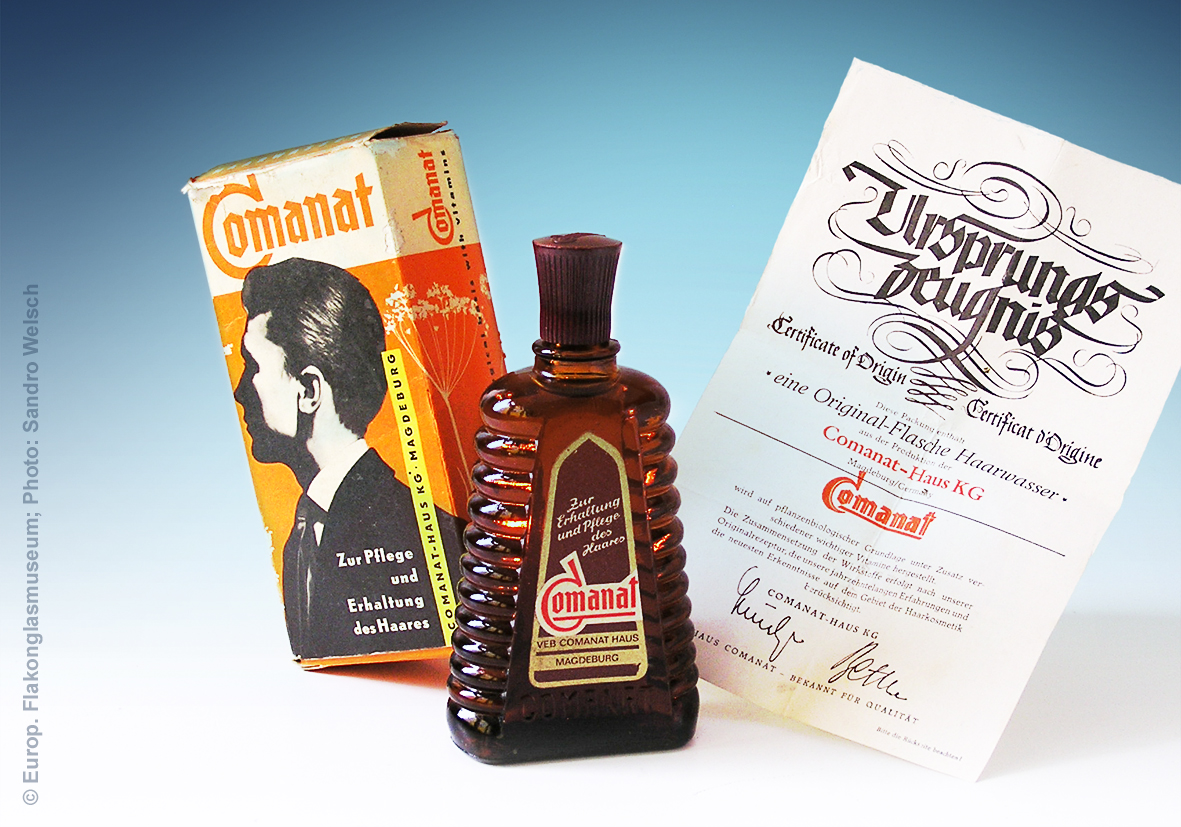 © Europ. Flakonglasmuseum; Photo: Sandro Welsch
Comanat
Zur Pflege
und
Erhaltung
des Haares
COMANAT-HAUS KG. MAGDEBURG
Comanat
with vitamins
Zur
Erhaltung
und Pflege
des
Haares
Comanat
VEB COMANAT HAUS
MAGDEBURG
COMANAT
Ursprungs
zeugnis
Certificate of Origin
Certificat d'Origine
Diese Packung enthält
• eine Original-Flasche Haarwasser •
aus der Produktion der
Comanat-Haus KG
Magdeburg/Germany
Comanat
wird auf pflanzenbiologischer Grundlage unter Zusatz ver-
schiedener wichtiger Vitamine hergestellt.
Die Zusammensetzung der Wirkstoffe erfolgt nach unserer
Originalrezeptur, die unsere jahrzehntelangen Erfahrungen und
die neuesten Erkenntnisse auf dem Gebiet der Haarkosmetik
berücksichtigt.
COMANAT-HAUS KG
HAUS COMANAT – BEKANNT FÜR QUALITÄT
Bitte die Rückseite beachten!